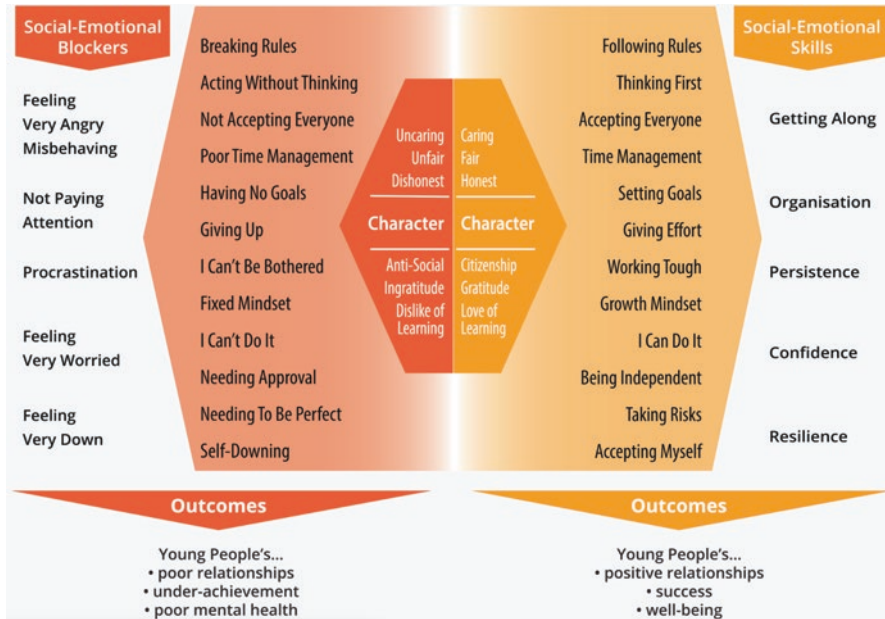 Social-Emotional
Blockers
Feeling
Very Angry
Misbehaving
Not Paying
Attention
Procrastination
Feeling
Very Worried
Feeling
Very Down
Breaking Rules
Acting Without Thinking
Not Accepting Everyone
Poor Time Management
Having No Goals
Giving Up
I Can't Be Bothered
Fixed Mindset
I Can't Do It
Needing Approval
Needing To Be Perfect
Self-Downing
Uncaring
Unfair
Dishonest
Character
Anti-Social
Ingratitude
Dislike of
Learning
Caring
Fair
Honest
Character
Citizenship
Gratitude
Love of
Learning
Following Rules
Thinking First
Accepting Everyone
Time Management
Setting Goals
Giving Effort
Working Tough
Growth Mindset
I Can Do It
Being Independent
Taking Risks
Accepting Myself
Social-Emotional
Skills
Getting Along
Organisation
Persistence
Confidence
Resilience
Outcomes
Young People's...
• poor relationships
• under-achievement
• poor mental health
Outcomes
Young People's...
• positive relationships
• success
• well-being